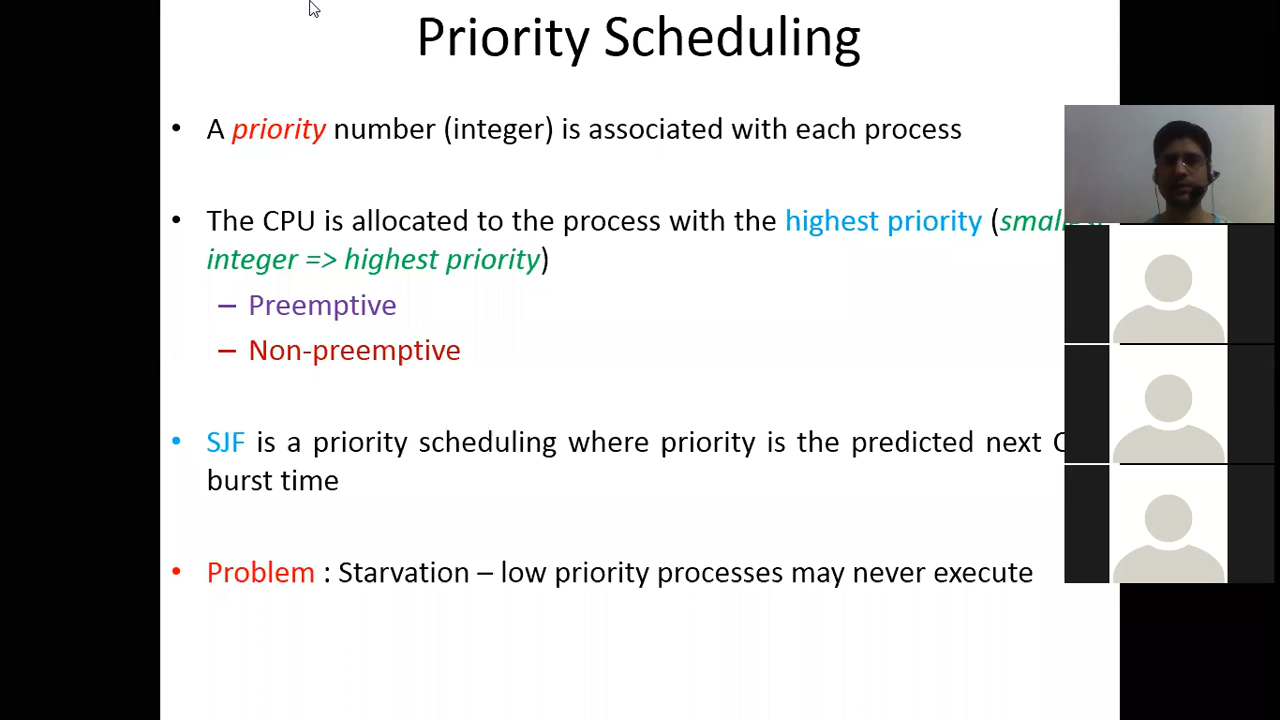 Priority Scheduling
• A priority number (integer) is associated with each process
• The CPU is allocated to the process with the highest priority (
integer => highest priority)
– Preemptive
– Non-preemptive
• SJF is a priority scheduling where priority is the predicted next
burst time
• Problem : Starvation – low priority processes may never execute